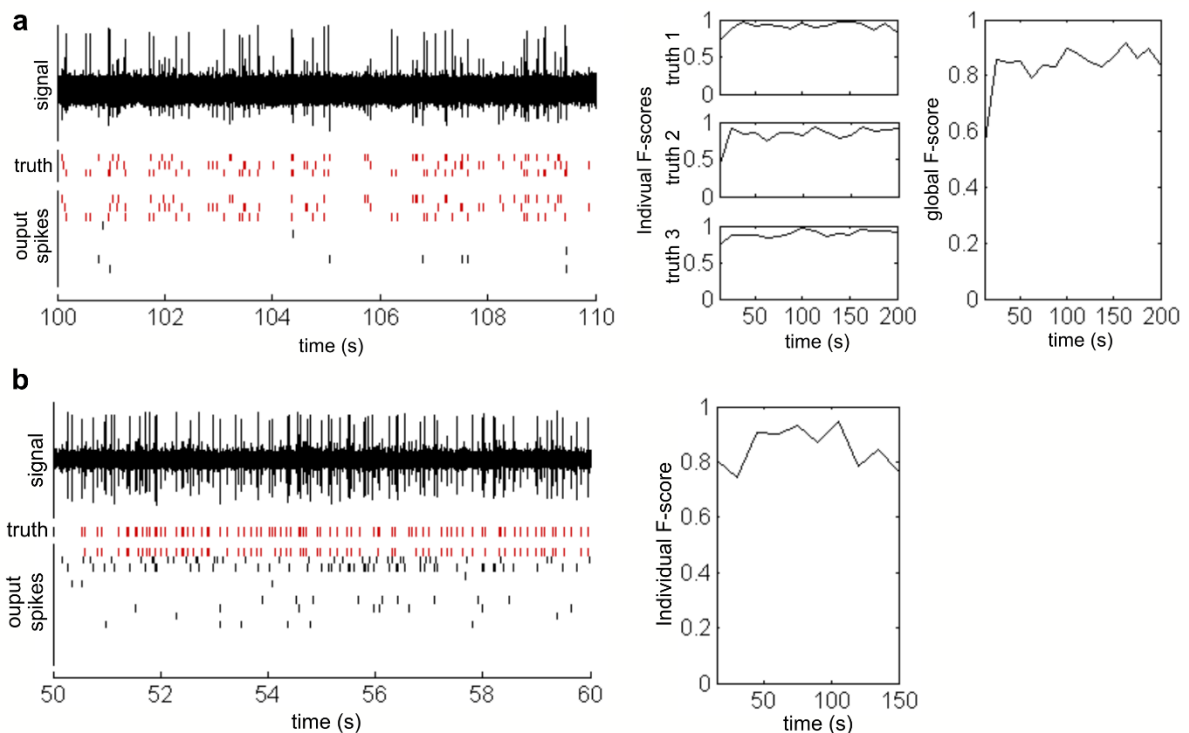 a
signal
truth
ouput
spikes
100 102 104 106 108 110
time (s)
Indivual F-scores
truth 1
1
0.5
0
truth 2
1
0.5
0
truth 3
1
0.5
0
0 50 100 150 200
time (s)
global F-score
1
0.8
0.6
0.4
0.2
0
50 100 150 200
time (s)
b
signal
truth
ouput
spikes
50 52 54 56 58 60
time (s)
Individual F-score
1
0.8
0.6
0.4
0.2
0
50 100 150
time (s)